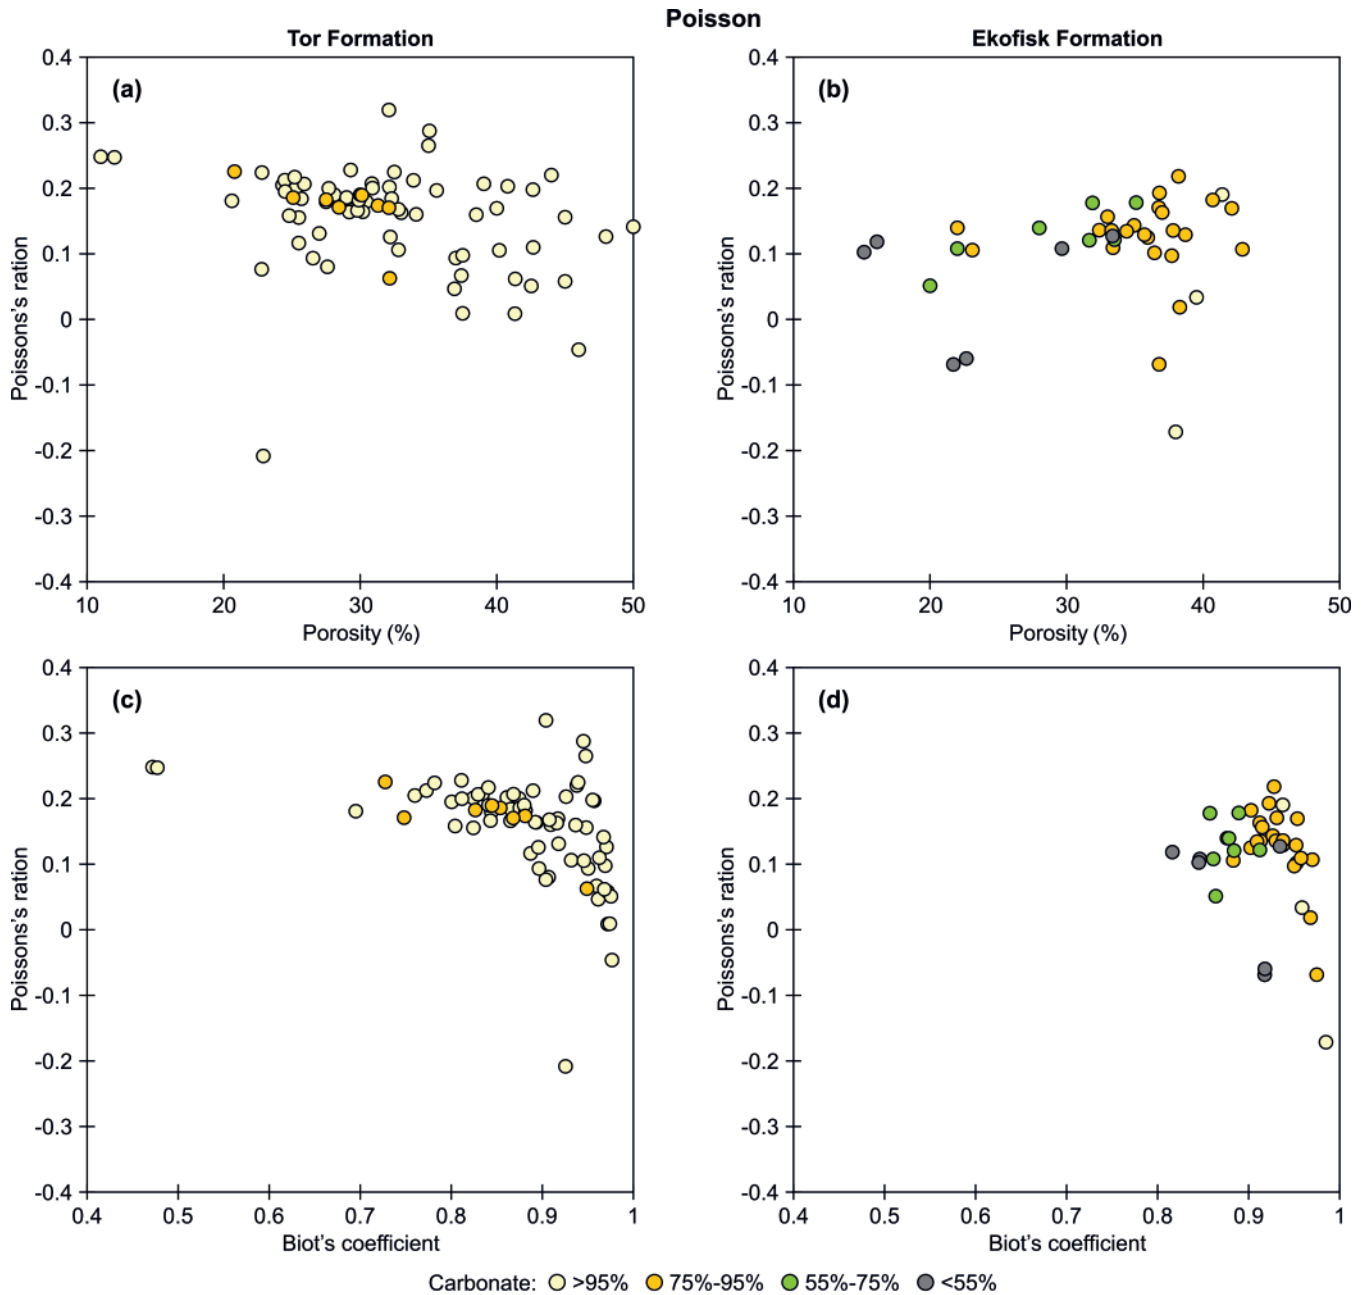 Poisson
Tor Formation
Ekofisk Formation
(a)
0.4
0.3
0.2
0.1
0
-0.1
-0.2
-0.3
-0.4
Poissons's ration
10 20 30 40 50
Porosity (%)
(b)
0.4
0.3
0.2
0.1
0
-0.1
-0.2
-0.3
-0.4
Poissons's ration
10 20 30 40 50
Porosity (%)
(c)
0.4
0.3
0.2
0.1
0
-0.1
-0.2
-0.3
-0.4
Poissons's ration
0.4 0.5 0.6 0.7 0.8 0.9 1
Biot's coefficient
(d)
0.4
0.3
0.2
0.1
0
-0.1
-0.2
-0.3
-0.4
Poissons's ration
0.4 0.5 0.6 0.7 0.8 0.9 1
Biot's coefficient
Carbonate: >95% 75%-95% 55%-75% <55%